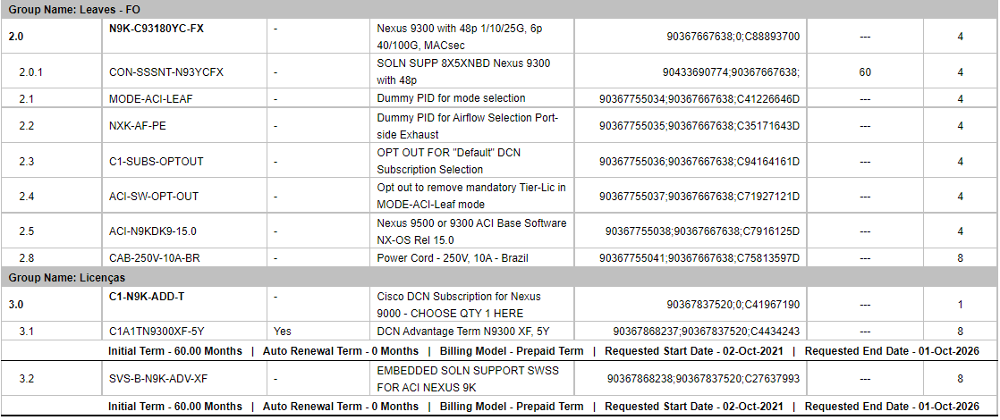 Group Name: Leaves - FO
2.0 N9K-C93180YC-FX - Nexus 9300 with 48p 1/10/25G, 6p 40/100G, MACsec 90367667638;0;C88893700 --- 4
2.0.1 CON-SSSNT-N93YCFX - SOLN SUPP 8X5XNBD Nexus 9300 with 48p 90433690774;90367667638; 60 4
2.1 MODE-ACI-LEAF - Dummy PID for mode selection 90367755034;90367667638;C41226646D --- 4
2.2 NXK-AF-PE - Dummy PID for Airflow Selection Port-side Exhaust 90367755035;90367667638;C35171643D --- 4
2.3 C1-SUBS-OPTOUT - OPT OUT FOR "Default" DCN Subscription Selection 90367755036;90367667638;C94164161D --- 4
2.4 ACI-SW-OPT-OUT - Opt out to remove mandatory Tier-Lic in MODE-ACI-Leaf mode 90367755037;90367667638;C71927121D --- 4
2.5 ACI-N9KDK9-15.0 - Nexus 9500 or 9300 ACI Base Software NX-OS Rel 15.0 90367755038;90367667638;C7916125D --- 4
2.8 CAB-250V-10A-BR - Power Cord - 250V, 10A - Brazil 90367755041;90367667638;C75813597D --- 8
Group Name: Licenças
3.0 C1-N9K-ADD-T - Cisco DCN Subscription for Nexus 9000 - CHOOSE QTY 1 HERE 90367837520;0;C41967190 --- 1
3.1 C1A1TN9300XF-5Y Yes DCN Advantage Term N9300 XF, 5Y 90367868237;90367837520;C4434243 --- 8
Initial Term - 60.00 Months | Auto Renewal Term - 0 Months | Billing Model - Prepaid Term | Requested Start Date - 02-Oct-2021 | Requested End Date - 01-Oct-2026
3.2 SVS-B-N9K-ADV-XF - EMBEDDED SOLN SUPPORT SWSS FOR ACI NEXUS 9K 90367868238;90367837520;C27637993 --- 8
Initial Term - 60.00 Months | Auto Renewal Term - 0 Months | Billing Model - Prepaid Term | Requested Start Date - 02-Oct-2021 | Requested End Date - 01-Oct-2026